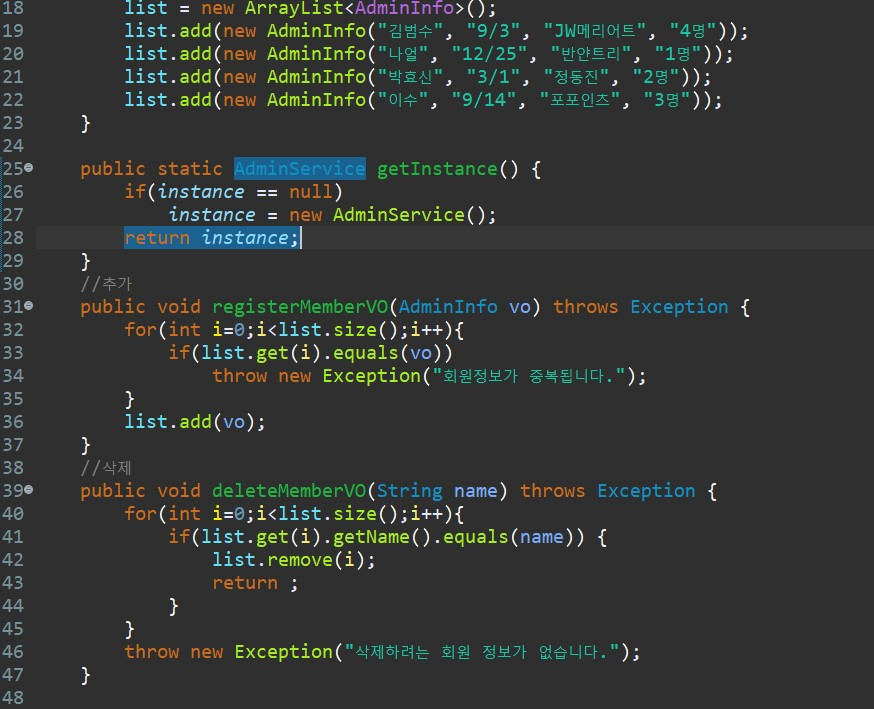 18 list = new ArrayList<AdminInfo>();
19 list.add(new AdminInfo("김범수", "9/3", "JW메리어트", "4명"));
20 list.add(new AdminInfo("나얼", "12/25", "반얀트리", "1명"));
21 list.add(new AdminInfo("박효신", "3/1", "정동진", "2명"));
22 list.add(new AdminInfo("이수", "9/14", "포포인즈", "3명"));
23 }
24
25 public static AdminService getInstance() {
26 if(instance == null)
27 instance = new AdminService();
28 return instance;
29 }
30 //추가
31 public void registerMemberVO(AdminInfo vo) throws Exception {
32 for(int i=0;i<list.size();i++){
33 if(list.get(i).equals(vo))
34 throw new Exception("회원정보가 중복됩니다.");
35 }
36 list.add(vo);
37 }
38 //삭제
39 public void deleteMemberVO(String name) throws Exception {
40 for(int i=0;i<list.size();i++){
41 if(list.get(i).getName().equals(name)) {
42 list.remove(i);
43 return ;
44 }
45 }
46 throw new Exception("삭제하려는 회원 정보가 없습니다.");
47 }
48